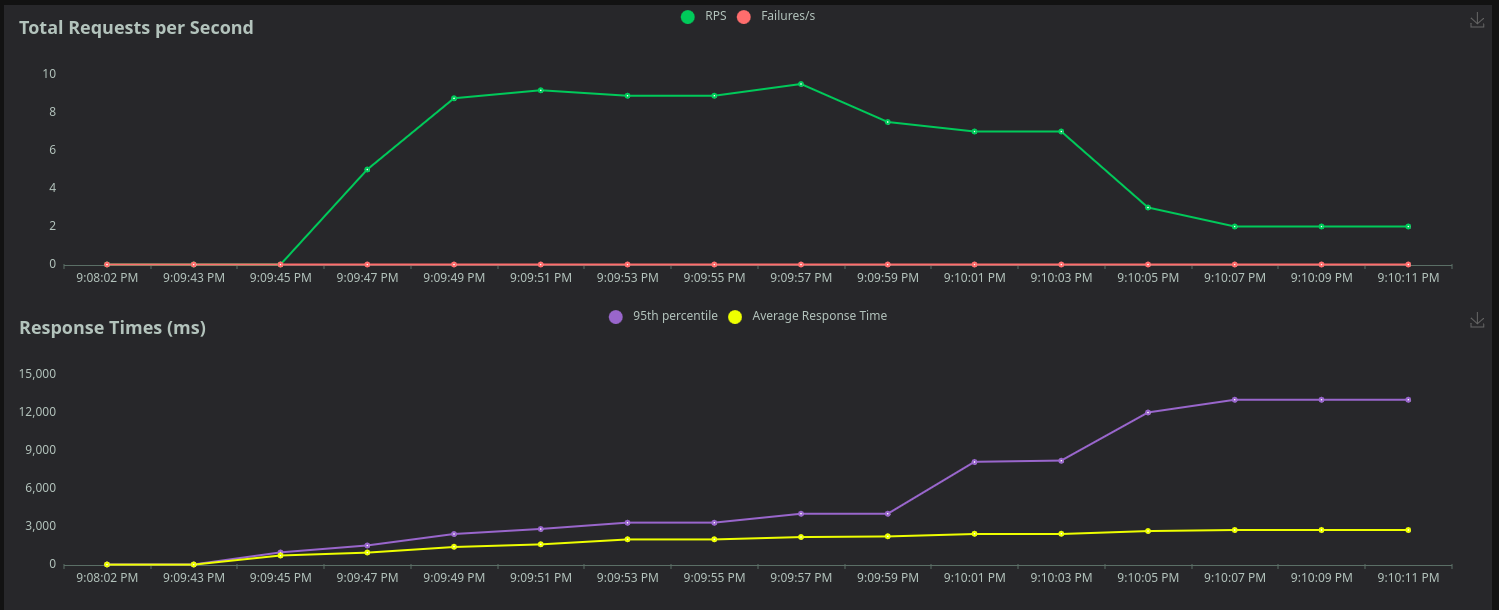 Total Requests per Second
RPS Failures/s
10
8
6
4
2
0
9:08:02 PM 9:09:43 PM 9:09:45 PM 9:09:47 PM 9:09:49 PM 9:09:51 PM 9:09:53 PM 9:09:55 PM 9:09:57 PM 9:09:59 PM 9:10:01 PM 9:10:03 PM 9:10:05 PM 9:10:07 PM 9:10:09 PM 9:10:11 PM
Response Times (ms)
95th percentile Average Response Time
15,000
12,000
9,000
6,000
3,000
0
9:08:02 PM 9:09:43 PM 9:09:45 PM 9:09:47 PM 9:09:49 PM 9:09:51 PM 9:09:53 PM 9:09:55 PM 9:09:57 PM 9:09:59 PM 9:10:01 PM 9:10:03 PM 9:10:05 PM 9:10:07 PM 9:10:09 PM 9:10:11 PM